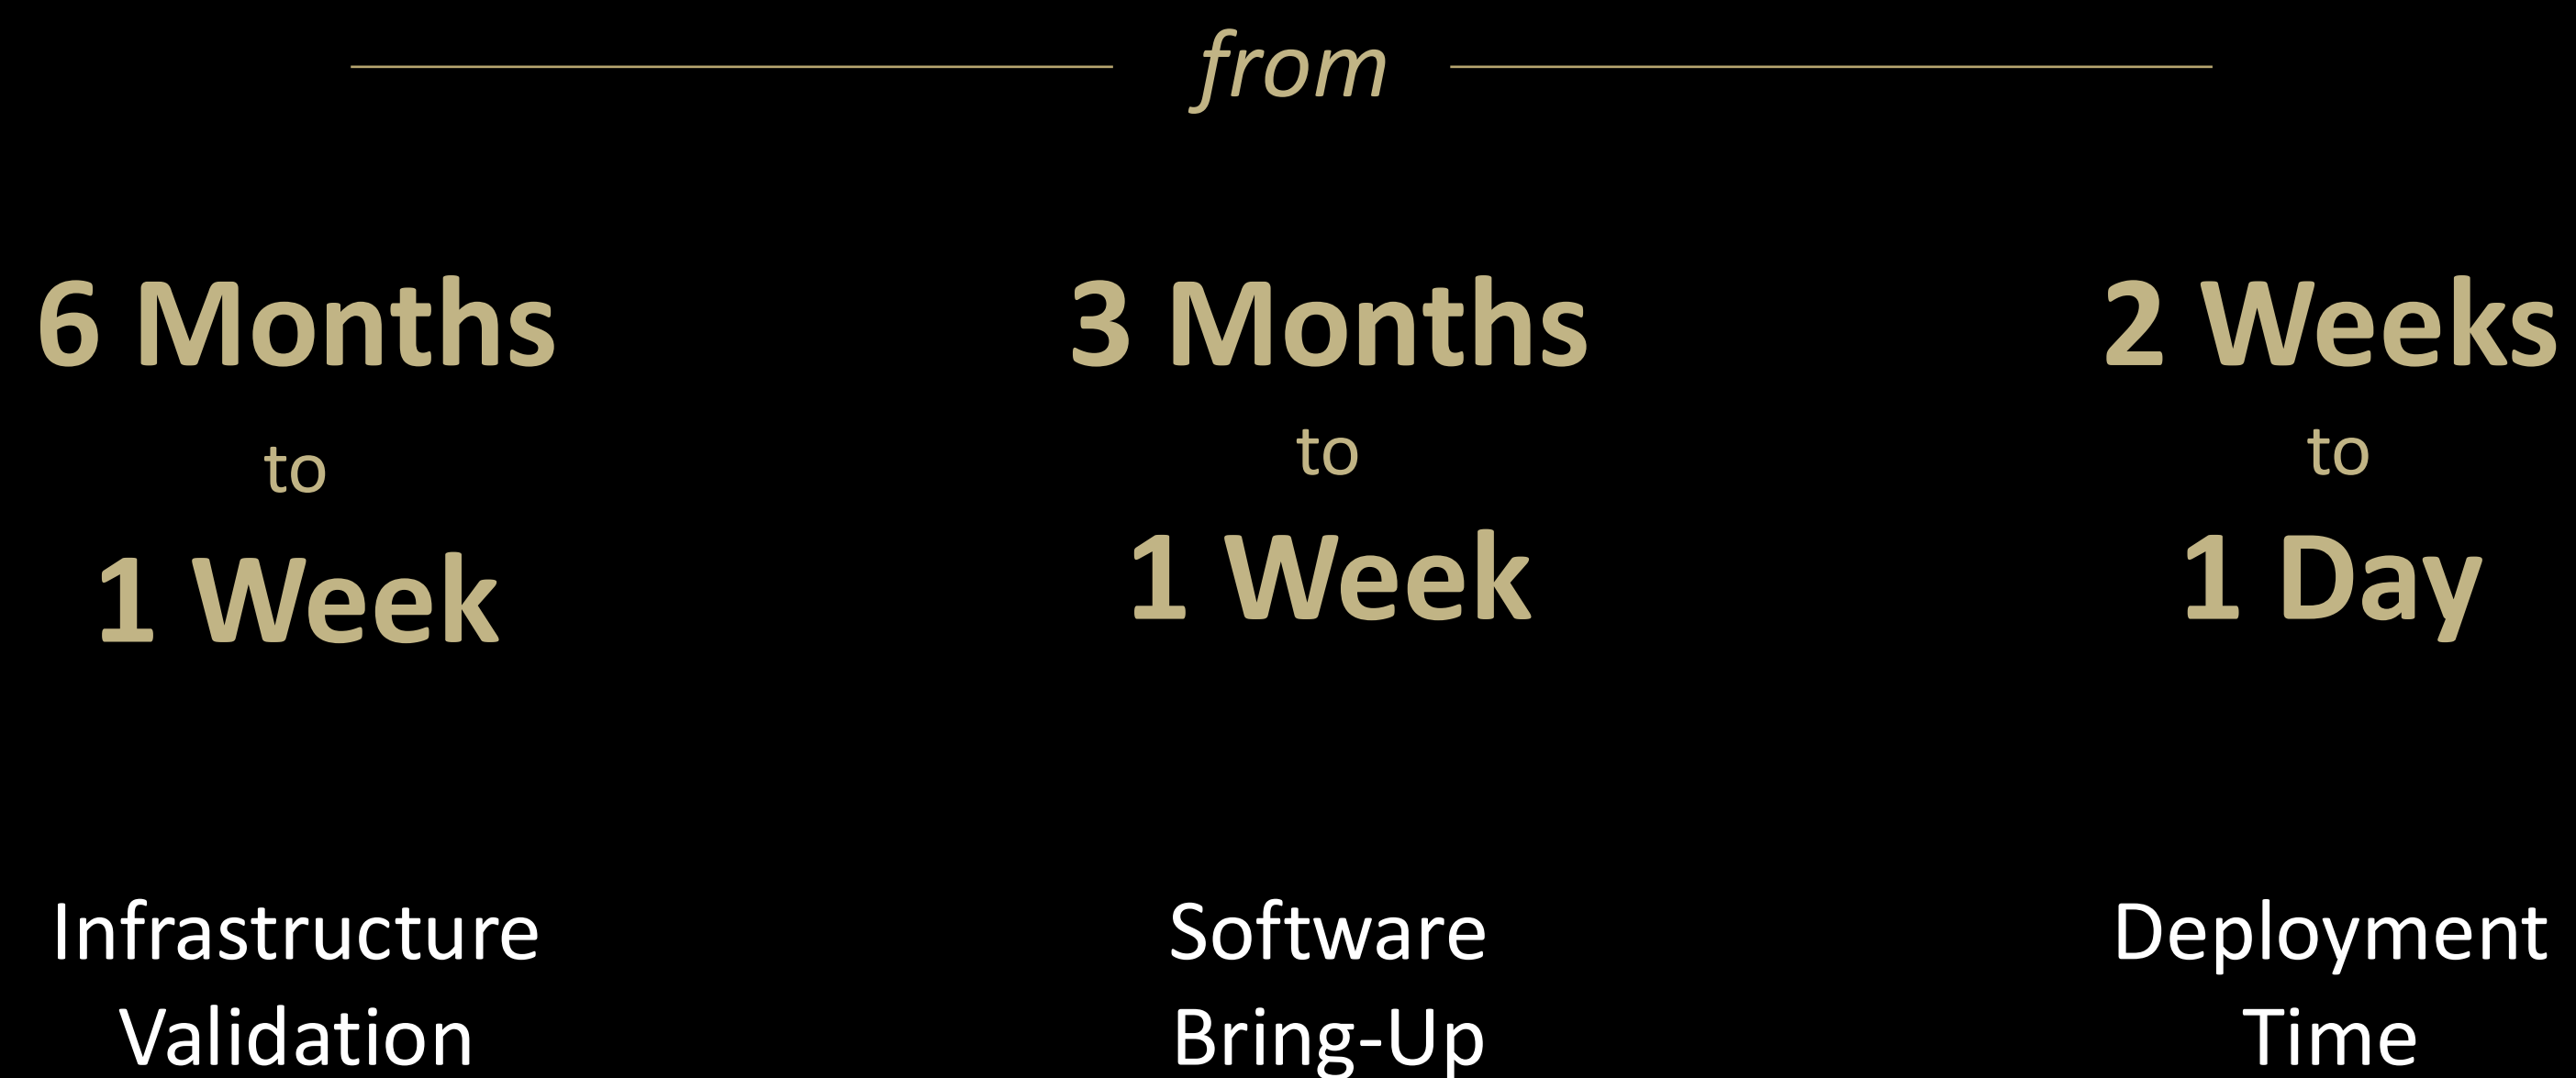 from
6 Months
to
1 Week
Infrastructure
Validation
3 Months
to
1 Week
Software
Bring-Up
2 Weeks
to
1 Day
Deployment
Time